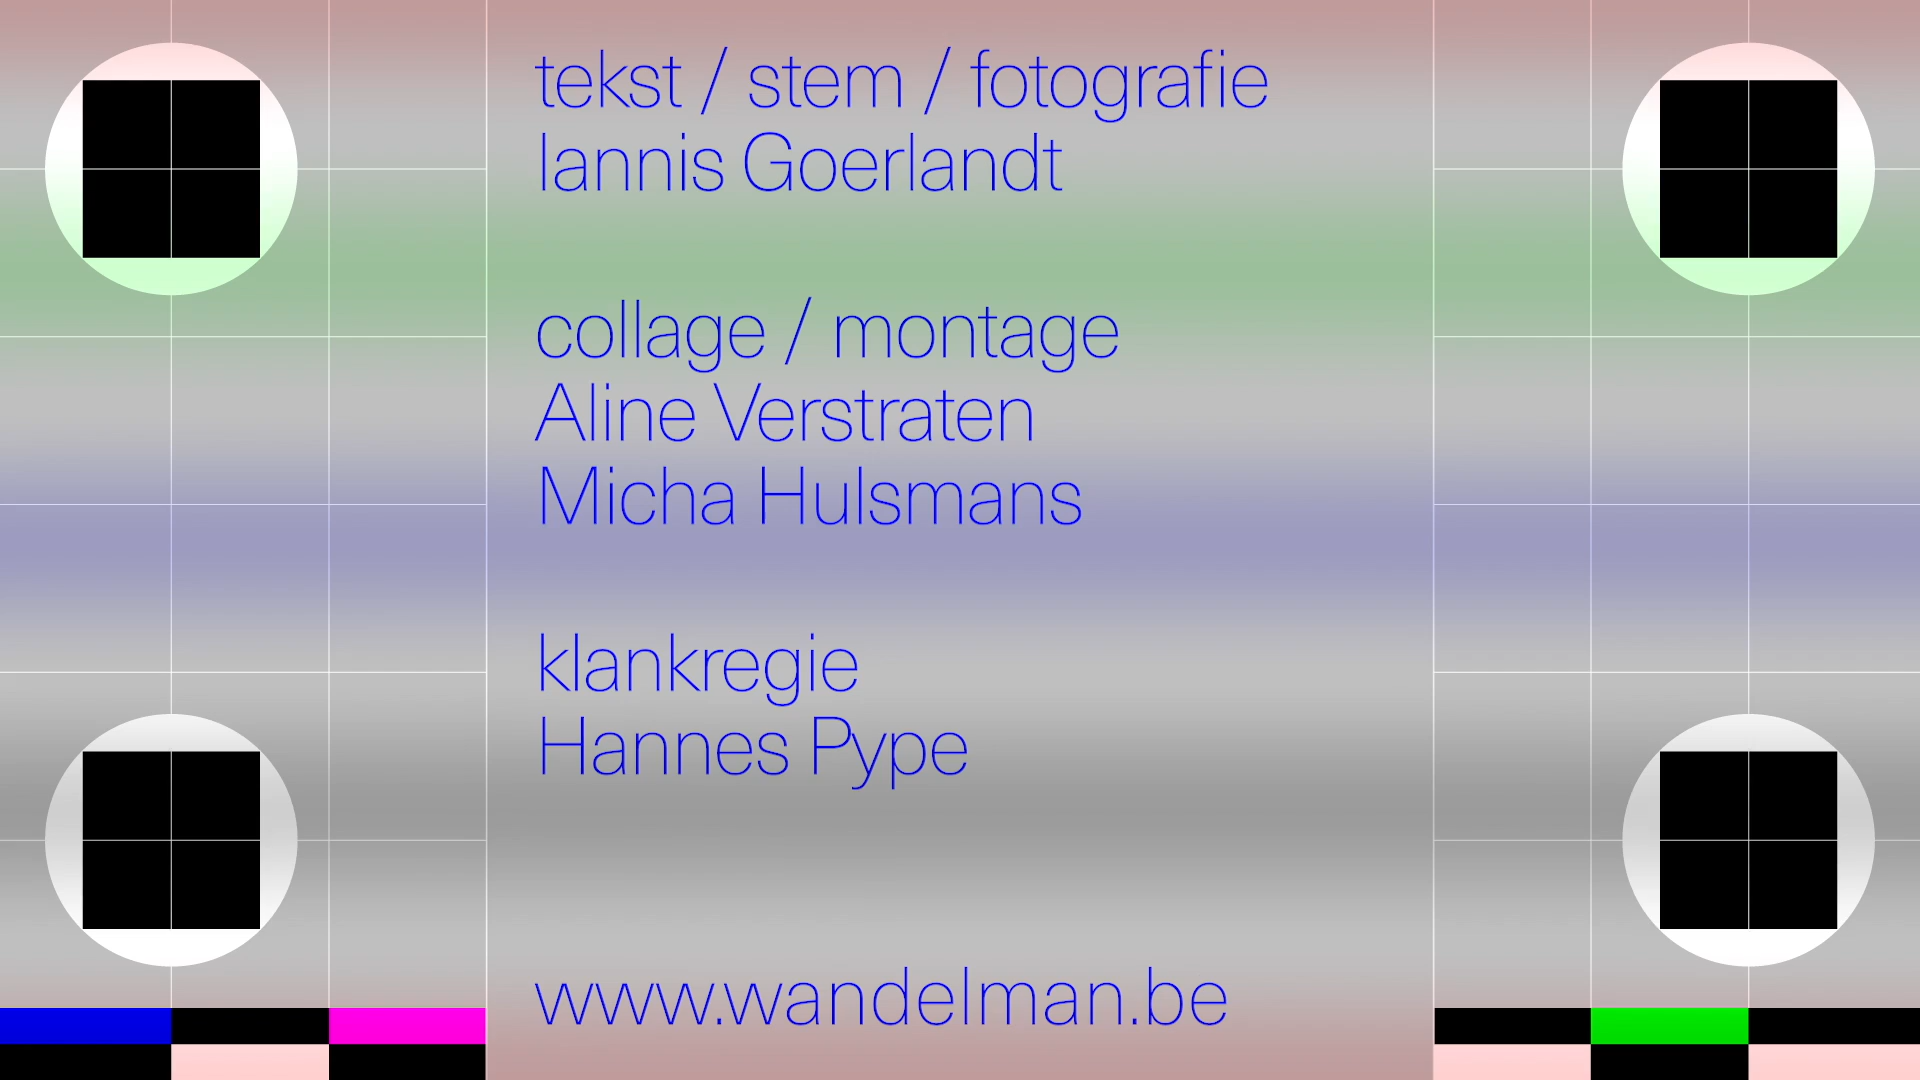 tekst / stem / fotografie
Iannis Goerlandt
collage / montage
Aline Verstraten
Micha Hulsmans
klankregie
Hannes Pype
www.wandelman.be